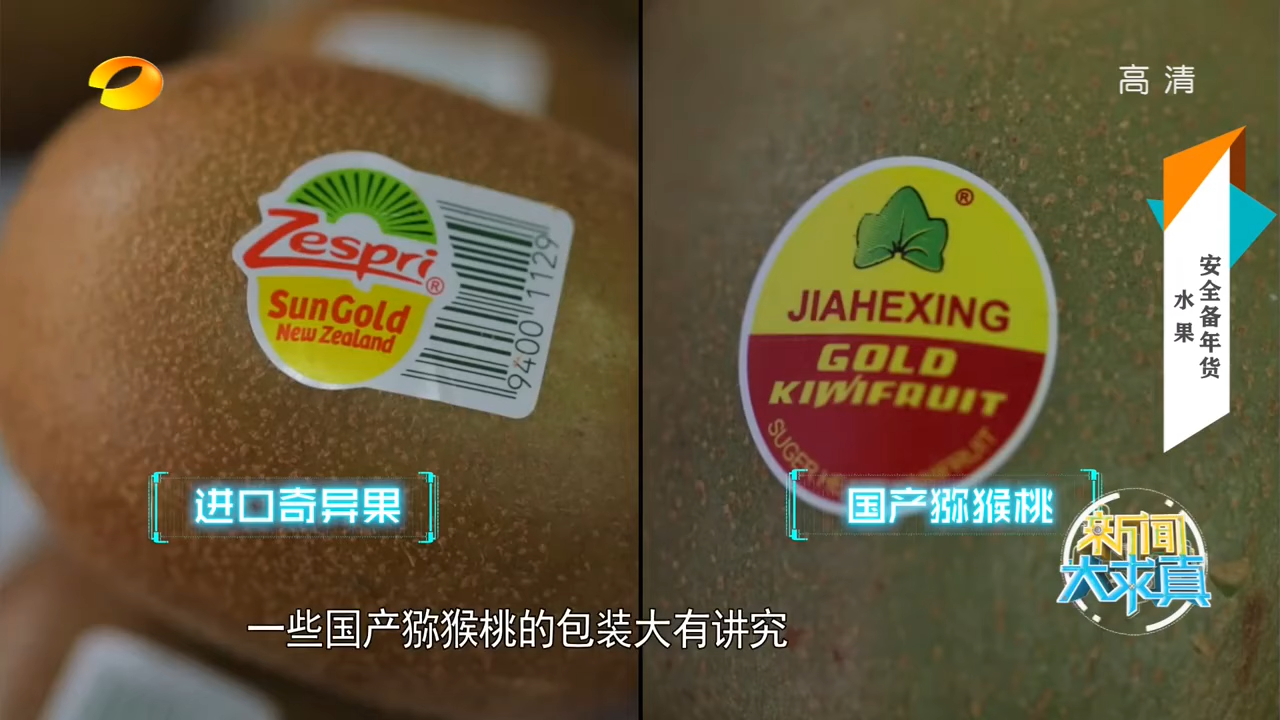 高清
Zespri®
SunGold
New Zealand
9400 1129
®
JIAHEXING
GOLD
KIWIFRUIT
安全备年货
水果
进口奇异果
国产猕猴桃
新闻
大求真
一些国产猕猴桃的包装大有讲究